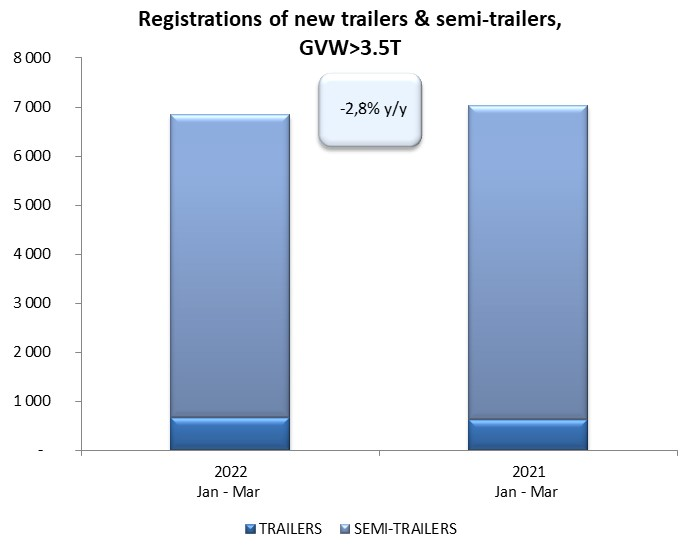 Registrations of new trailers & semi-trailers,
GVW>3.5T
8 000
7 000
6 000
5 000
4 000
3 000
2 000
1 000
-
-2,8% y/y
2022
Jan - Mar
2021
Jan - Mar
TRAILERS
SEMI-TRAILERS